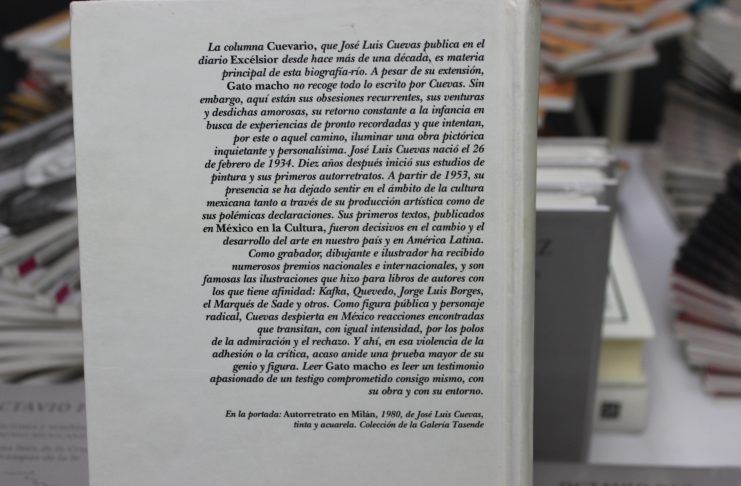 La columna Cuevario, que José Luis Cuevas publica en el
diario Excélsior desde hace más de una década, es materia
principal de esta biografía-río. A pesar de su extensión,
Gato macho no recoge todo lo escrito por Cuevas. Sin
embargo, aquí están sus obsesiones recurrentes, sus venturas
y desdichas amorosas, su retorno constante a la infancia en
busca de experiencias de pronto recordadas y que intentan,
por este o aquel camino, iluminar una obra pictórica
inquietante y personalísima. José Luis Cuevas nació el 26
de febrero de 1934. Diez años después inició sus estudios de
pintura y sus primeros autorretratos. A partir de 1953, su
presencia se ha dejado sentir en el ámbito de la cultura
mexicana tanto a través de su producción artística como de
sus polémicas declaraciones. Sus primeros textos, publicados
en México en la Cultura, fueron decisivos en el cambio y el
desarrollo del arte en nuestro país y en América Latina.
Como grabador, dibujante e ilustrador ha recibido
numerosos premios nacionales e internacionales, y son
famosas las ilustraciones que hizo para libros de autores con
los que tiene afinidad: Kafka, Quevedo, Jorge Luis Borges,
el Marqués de Sade y otros. Como figura pública y personaje
radical, Cuevas despierta en México reacciones encontradas
que transitan, con igual intensidad, por los polos
de la admiración y el rechazo. Y ahí, en esa violencia de la
adhesión o la crítica, acaso anide una prueba mayor de su
genio y figura. Leer Gato macho es leer un testimonio
apasionado de un testigo comprometido consigo mismo, con
su obra y con su entorno.
En la portada: Autorretrato en Milán, 1980, de José Luis Cuevas,
tinta y acuarela. Colección de la Galería Tasende